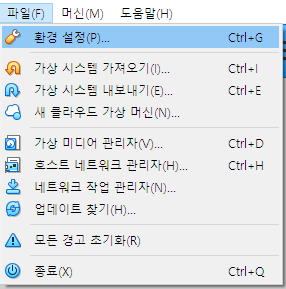 파일(F) 머신(M) 도움말(H)
환경 설정(P)... Ctrl+G
가상 시스템 가져오기(I)... Ctrl+I
가상 시스템 내보내기(E)... Ctrl+E
새 클라우드 가상 머신(N)...
가상 미디어 관리자(V)... Ctrl+D
호스트 네트워크 관리자(H)... Ctrl+H
네트워크 작업 관리자(N)...
업데이트 찾기(H)...
모든 경고 초기화(R)
종료(X) Ctrl+Q